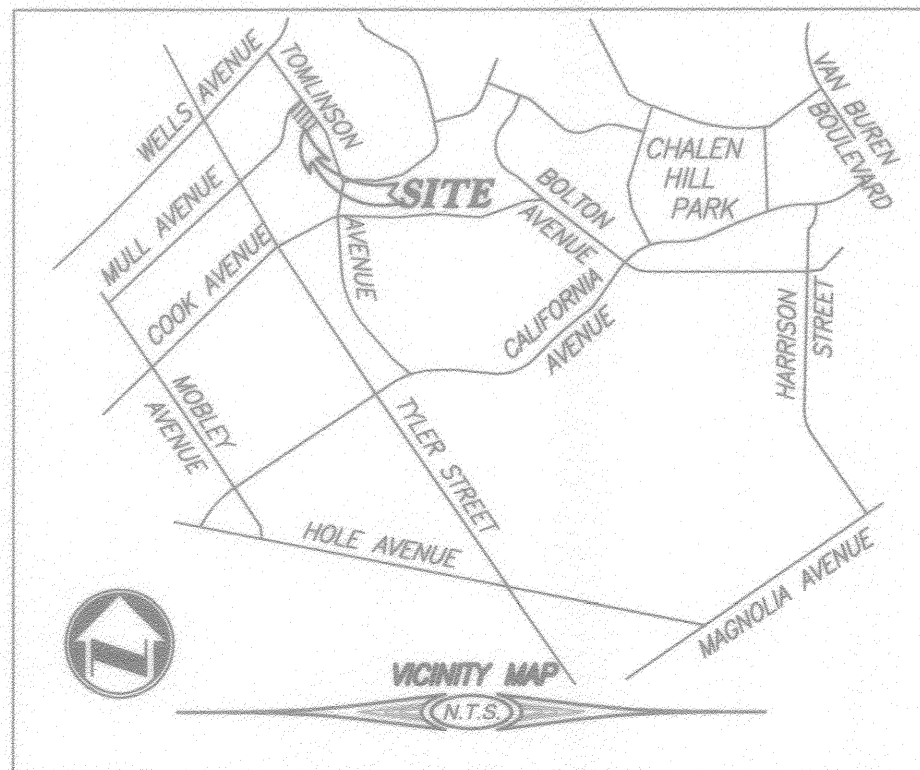 WELLS AVENUE
TOMLINSON
AVENUE
VAN BUREN
BOULEVARD
CHALEN
HILL
PARK
MULL AVENUE
SITE
BOLTON
AVENUE
COOK AVENUE
CALIFORNIA
AVENUE
HARRISON
STREET
MOBLEY
AVENUE
TYLER STREET
HOLE AVENUE
MAGNOLIA AVENUE
N
VICINITY MAP
N.T.S.